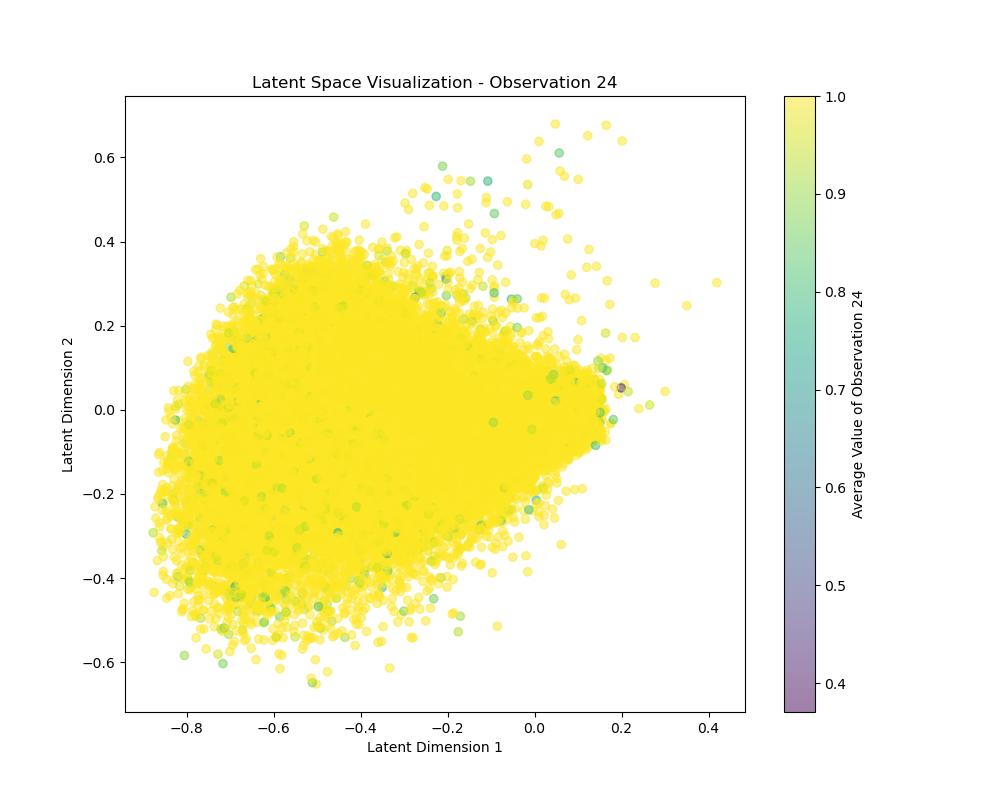 Latent Space Visualization - Observation 24
1.0
0.9
0.8
0.7
0.6
0.5
0.4
Average Value of Observation 24
0.6
0.4
0.2
0.0
−0.2
−0.4
−0.6
Latent Dimension 2
−0.8 −0.6 −0.4 −0.2 0.0 0.2 0.4
Latent Dimension 1